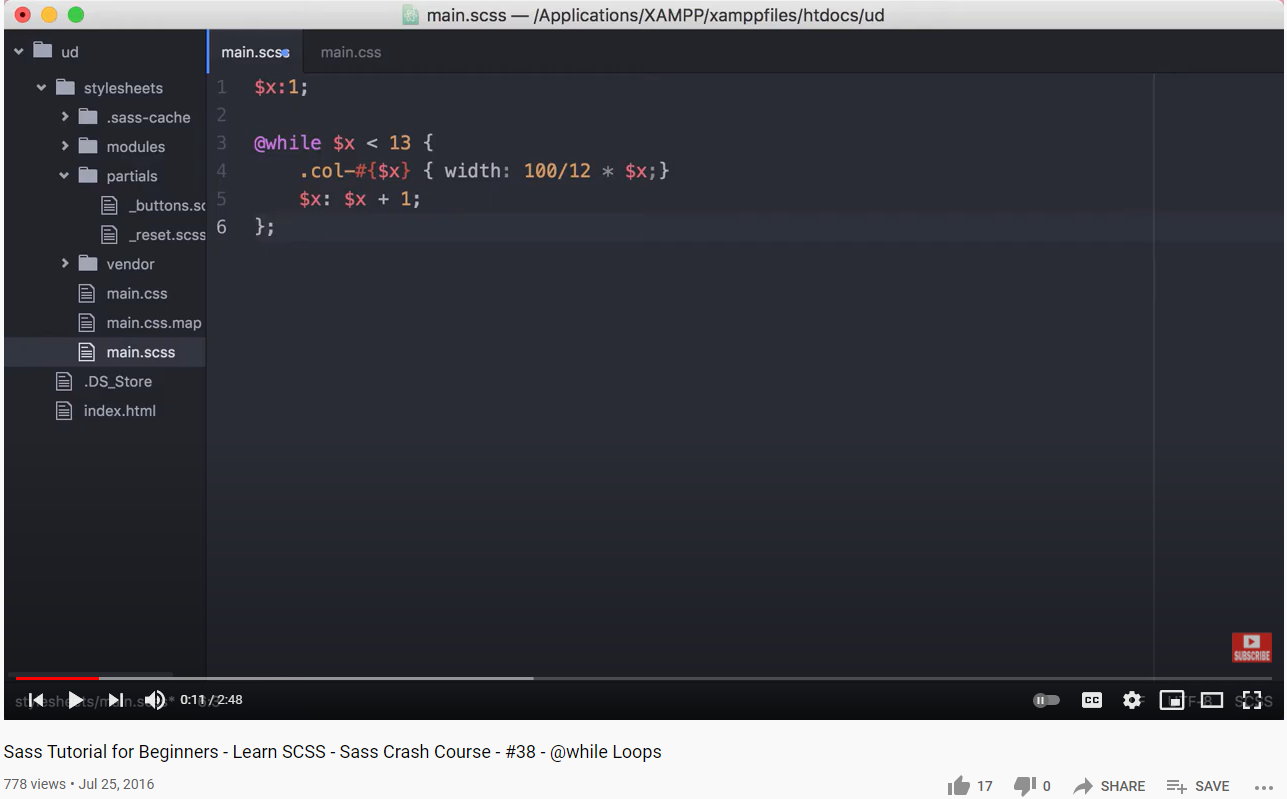 main.scss — /Applications/XAMPP/xamppfiles/htdocs/ud
ud
stylesheets
.sass-cache
modules
partials
_buttons.sc
_reset.scss
vendor
main.css
main.css.map
main.scss
.DS_Store
index.html
main.scss
main.css
1 $x:1;
2
3 @while $x < 13 {
4 .col-#{$x} { width: 100/12 * $x;}
5 $x: $x + 1;
6 };
SUBSCRIBE
0:11 / 2:48
CC
Sass Tutorial for Beginners - Learn SCSS - Sass Crash Course - #38 - @while Loops
778 views • Jul 25, 2016
17
0
SHARE
SAVE